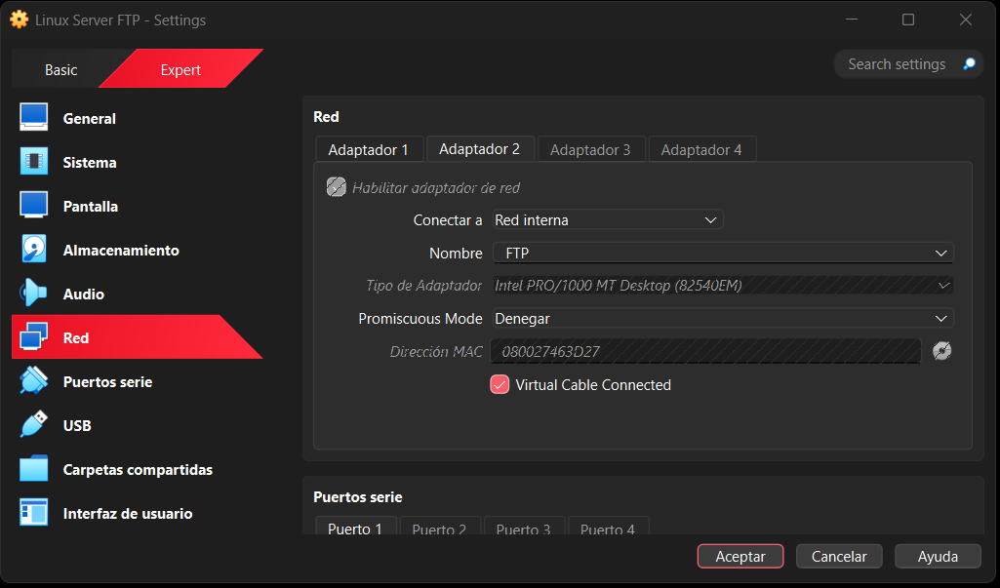 Linux Server FTP - Settings
Basic
Expert
Search settings
General
Sistema
Pantalla
Almacenamiento
Audio
Red
Puertos serie
USB
Carpetas compartidas
Interfaz de usuario
Red
Adaptador 1
Adaptador 2
Adaptador 3
Adaptador 4
Habilitar adaptador de red
Conectar a
Red interna
Nombre
FTP
Tipo de Adaptador
Intel PRO/1000 MT Desktop (82540EM)
Promiscuous Mode
Denegar
Dirección MAC
080027463D27
Virtual Cable Connected
Puertos serie
Puerto 1
Puerto 2
Puerto 3
Puerto 4
Aceptar
Cancelar
Ayuda